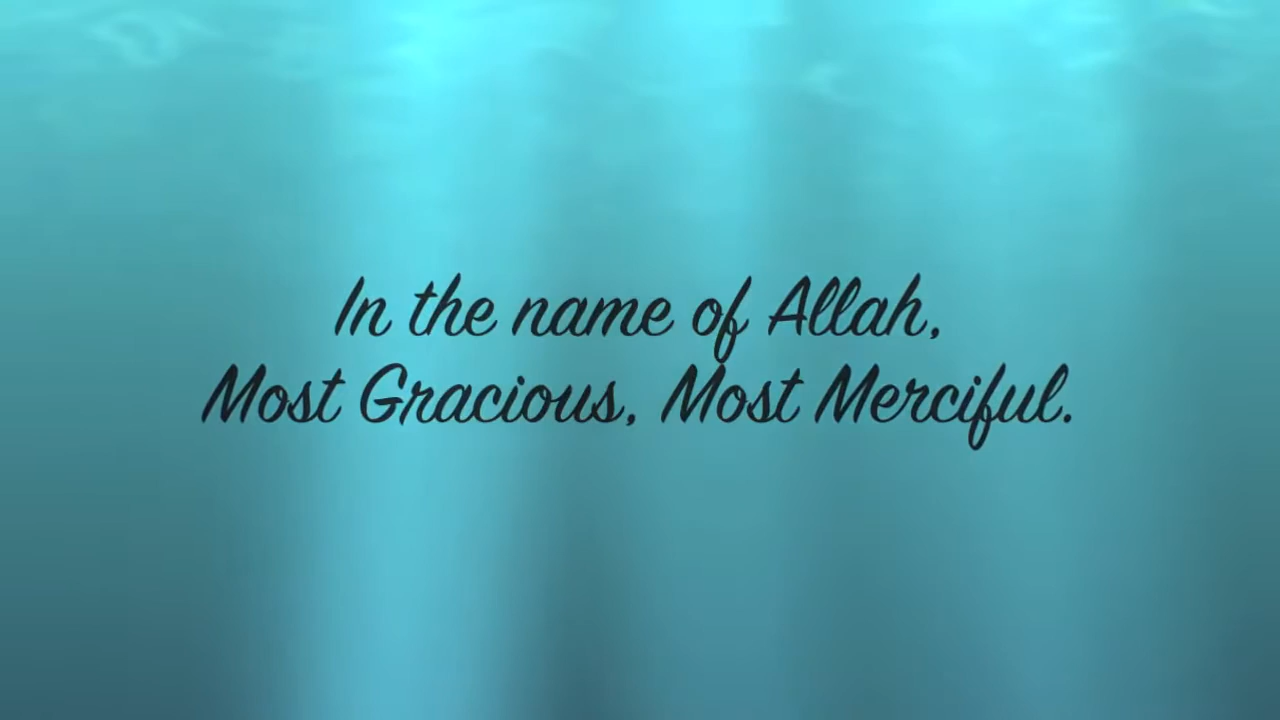 In the name of Allah,
Most Gracious, Most Merciful.